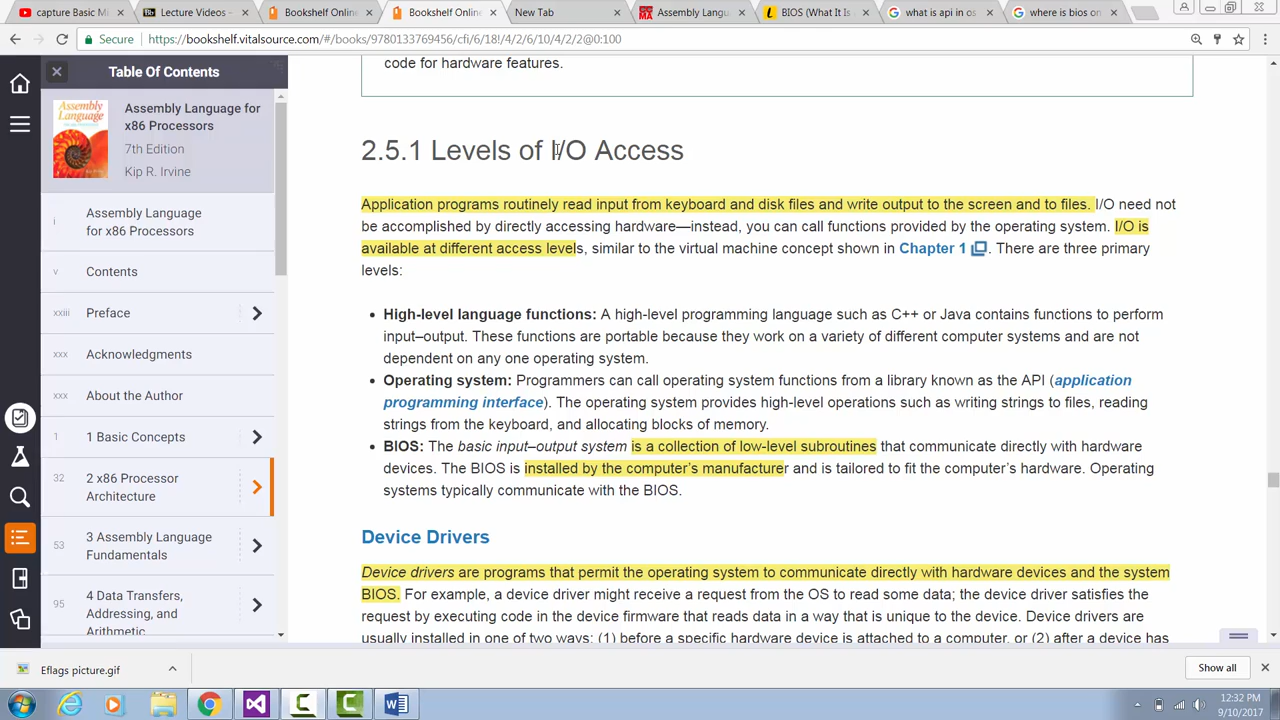 capture Basic Mi
Lecture Videos –
Bookshelf Online
Bookshelf Online
New Tab
Assembly Langu
BIOS (What It Is
what is api in os
where is bios on
Secure
https://bookshelf.vitalsource.com/#/books/9780133769456/cfi/6/18!/4/2/6/10/4/2/2@0:100
Table Of Contents
Assembly Language for
x86 Processors
7th Edition
Kip R. Irvine
i Assembly Language
for x86 Processors
v Contents
xxiii Preface
xxx Acknowledgments
xxx About the Author
1 1 Basic Concepts
32 2 x86 Processor
Architecture
53 3 Assembly Language
Fundamentals
95 4 Data Transfers,
Addressing, and
Arithmetic
code for hardware features.
2.5.1 Levels of I/O Access
Application programs routinely read input from keyboard and disk files and write output to the screen and to files. I/O need not
be accomplished by directly accessing hardware—instead, you can call functions provided by the operating system. I/O is
available at different access levels, similar to the virtual machine concept shown in Chapter 1. There are three primary
levels:
• High-level language functions: A high-level programming language such as C++ or Java contains functions to perform
input–output. These functions are portable because they work on a variety of different computer systems and are not
dependent on any one operating system.
• Operating system: Programmers can call operating system functions from a library known as the API (application
programming interface). The operating system provides high-level operations such as writing strings to files, reading
strings from the keyboard, and allocating blocks of memory.
• BIOS: The basic input–output system is a collection of low-level subroutines that communicate directly with hardware
devices. The BIOS is installed by the computer's manufacturer and is tailored to fit the computer's hardware. Operating
systems typically communicate with the BIOS.
Device Drivers
Device drivers are programs that permit the operating system to communicate directly with hardware devices and the system
BIOS. For example, a device driver might receive a request from the OS to read some data; the device driver satisfies the
request by executing code in the device firmware that reads data in a way that is unique to the device. Device drivers are
usually installed in one of two ways: (1) before a specific hardware device is attached to a computer, or (2) after a device has
Eflags picture.gif
Show all
12:32 PM
9/10/2017